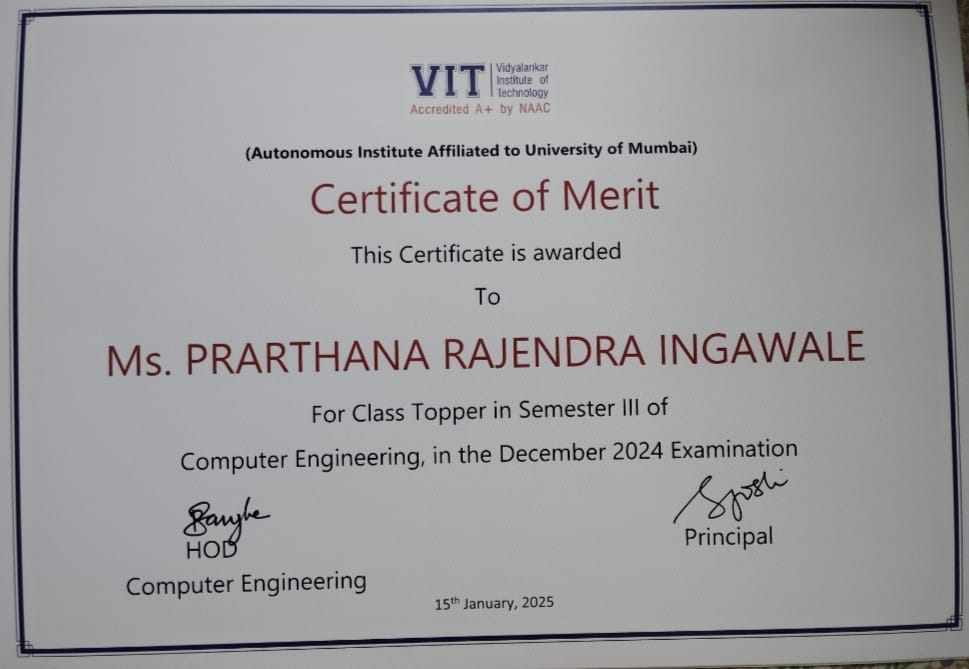 VIT
Vidyalankar
Institute of
Technology
Accredited A+ by NAAC
(Autonomous Institute Affiliated to University of Mumbai)
Certificate of Merit
This Certificate is awarded
To
Ms. PRARTHANA RAJENDRA INGAWALE
For Class Topper in Semester III of
Computer Engineering, in the December 2024 Examination
HOD
Principal
Computer Engineering
15th January, 2025